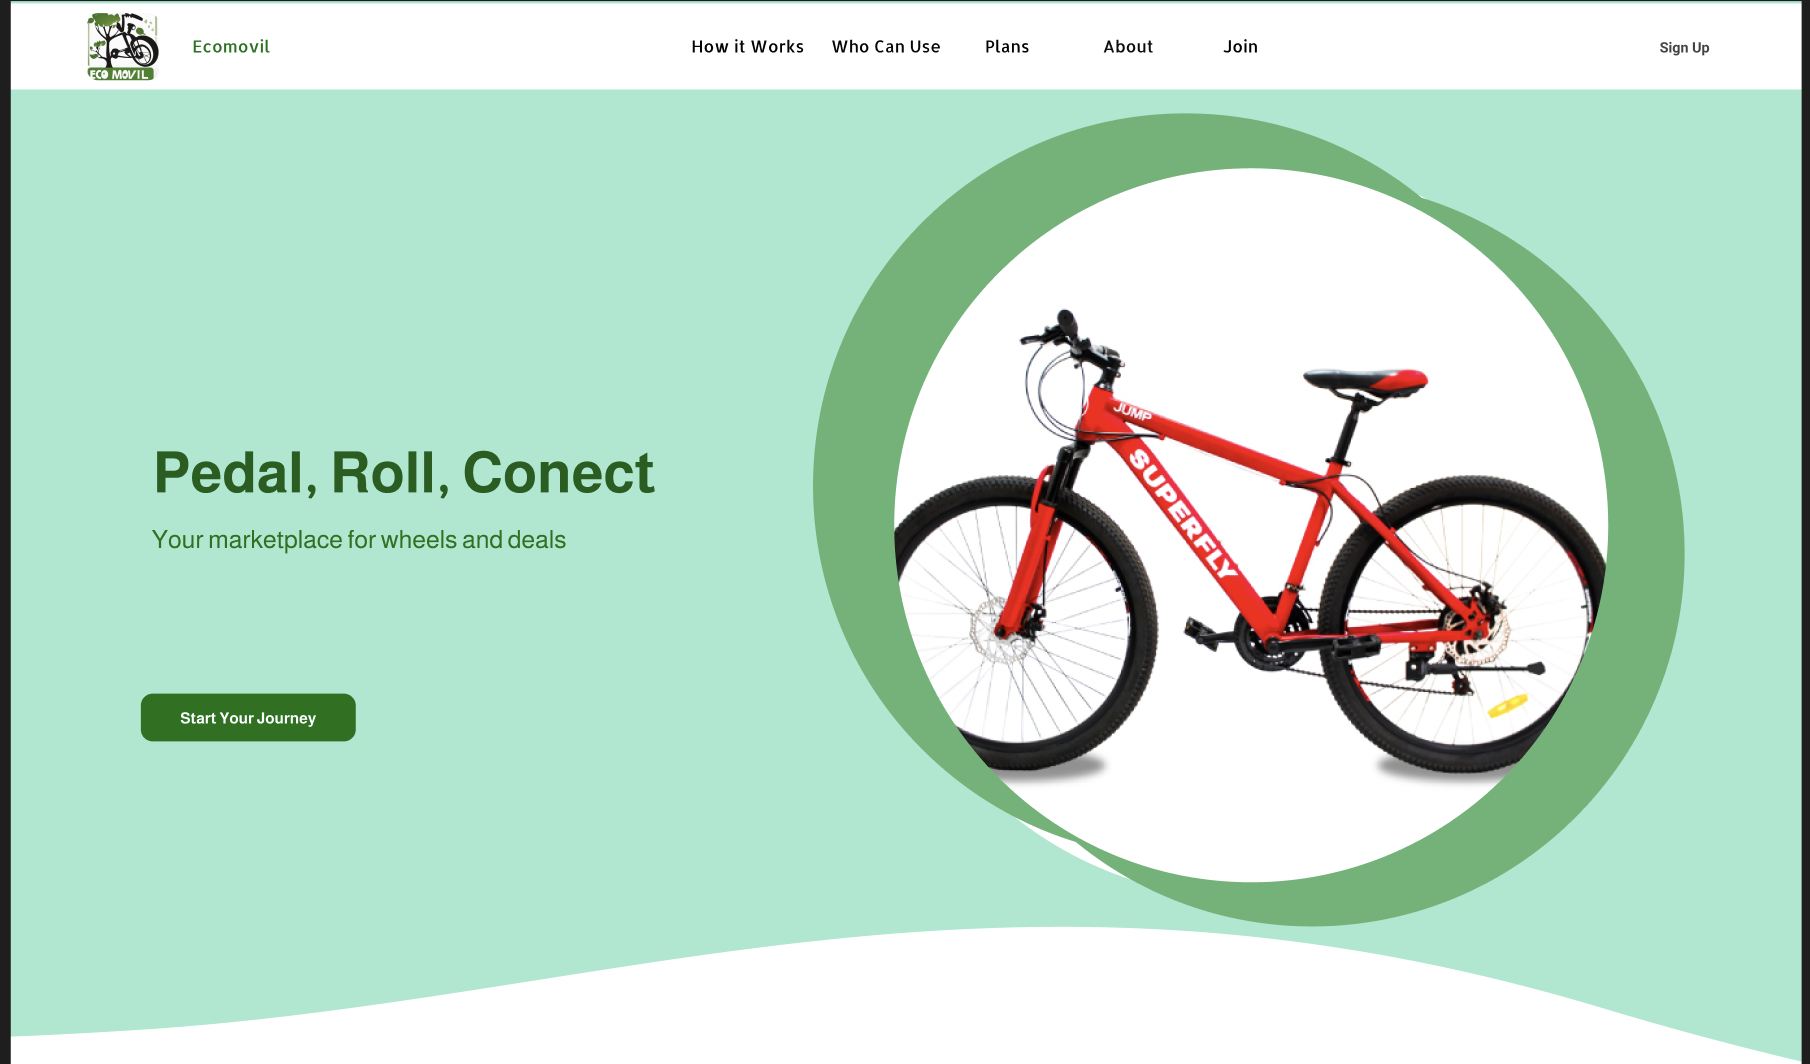 ECO MOVIL
Ecomovil
How it Works
Who Can Use
Plans
About
Join
Sign Up
JUMP
SUPERFLY
Pedal, Roll, Conect
Your marketplace for wheels and deals
Start Your Journey